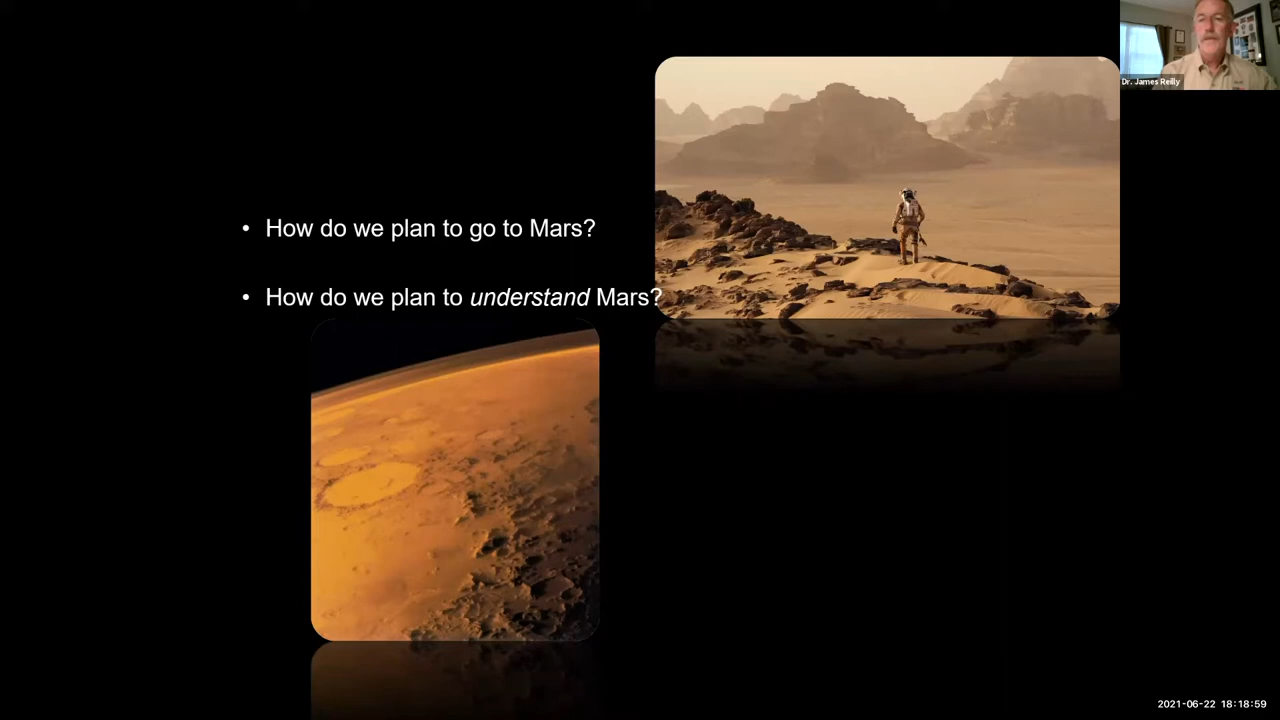 Dr. James Reilly
• How do we plan to go to Mars?
• How do we plan to understand Mars?
2021-06-22 18:18:59